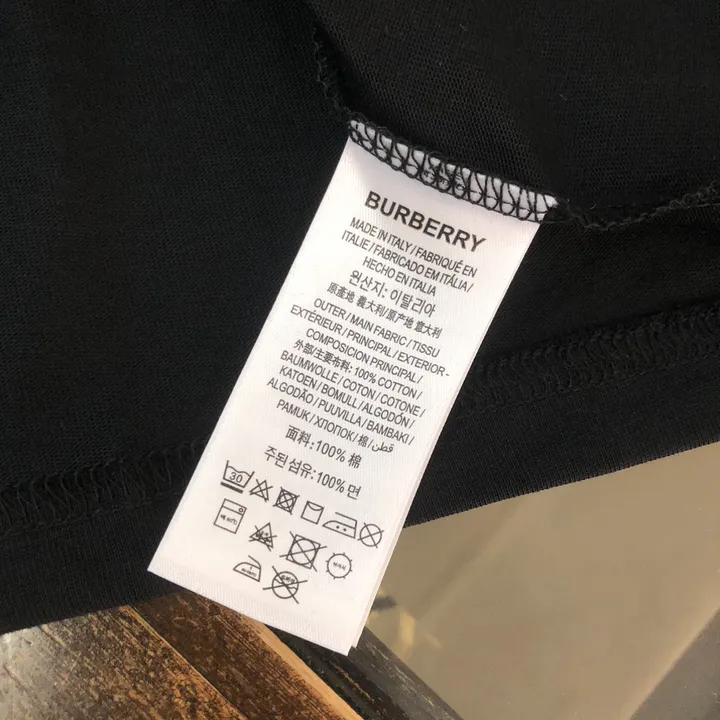 BURBERRY
MADE IN ITALY / FABRIQUÉ EN
ITALIE / FABRICADO EM ITÁLIA /
HECHO EN ITALIA
원산지: 이탈리아
原產地 義大利/原产地 意大利
OUTER / MAIN FABRIC / TISSU
EXTÉRIEUR / PRINCIPAL / EXTERIOR -
COMPOSICION PRINCIPAL /
外部/主要布料: 100% COTTON /
BAUMWOLLE / COTON / COTONE /
KATOEN / BOMULL / ALGODÓN /
ALGODÃO / PUUVILLA / BAMBAKI /
PAMUK / ХЛОПОК / 棉 / قطن
面料: 100% 棉
주된 섬유: 100% 면
30